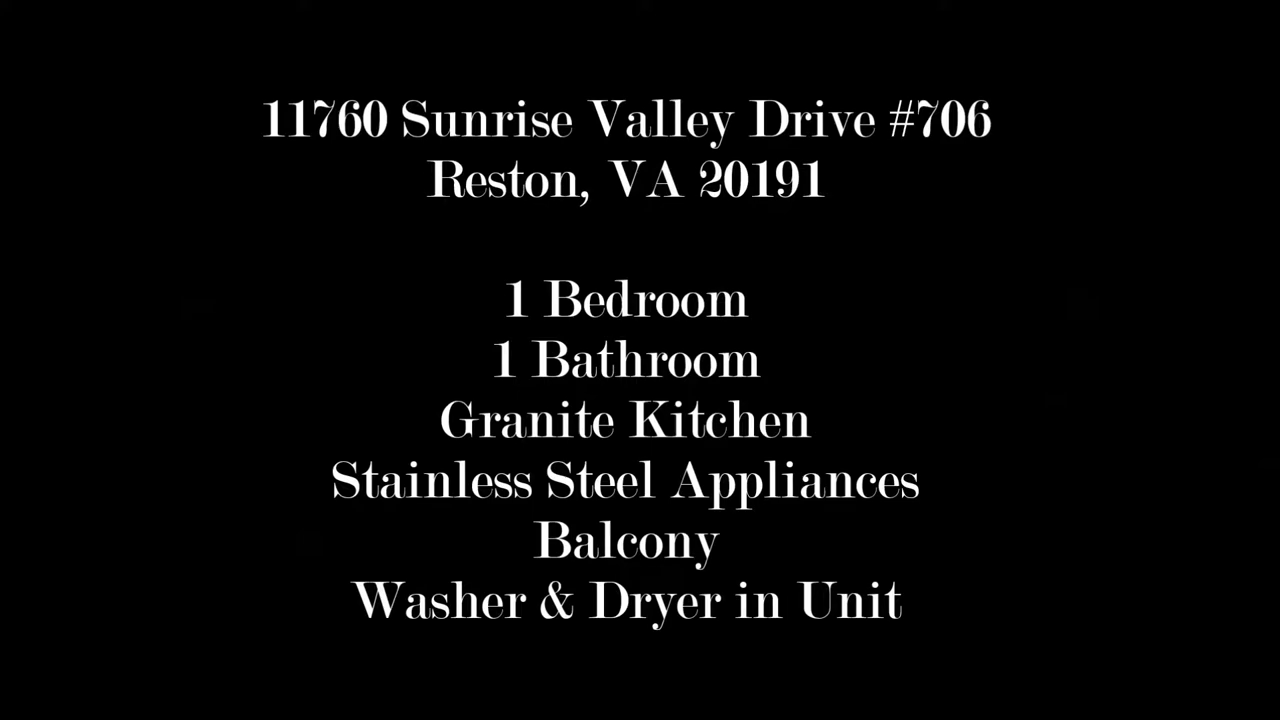 11760 Sunrise Valley Drive #706
Reston, VA 20191
1 Bedroom
1 Bathroom
Granite Kitchen
Stainless Steel Appliances
Balcony
Washer & Dryer in Unit